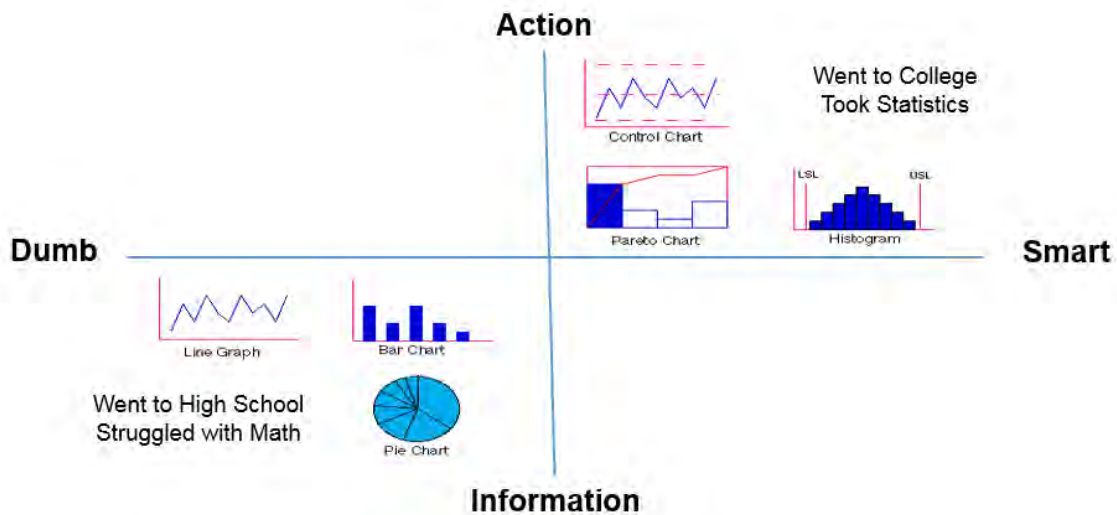 Action
Went to College
Took Statistics
Control Chart
LSL
USL
Pareto Chart
Histogram
Dumb
Smart
Line Graph
Bar Chart
Went to High School
Struggled with Math
Pie Chart
Information